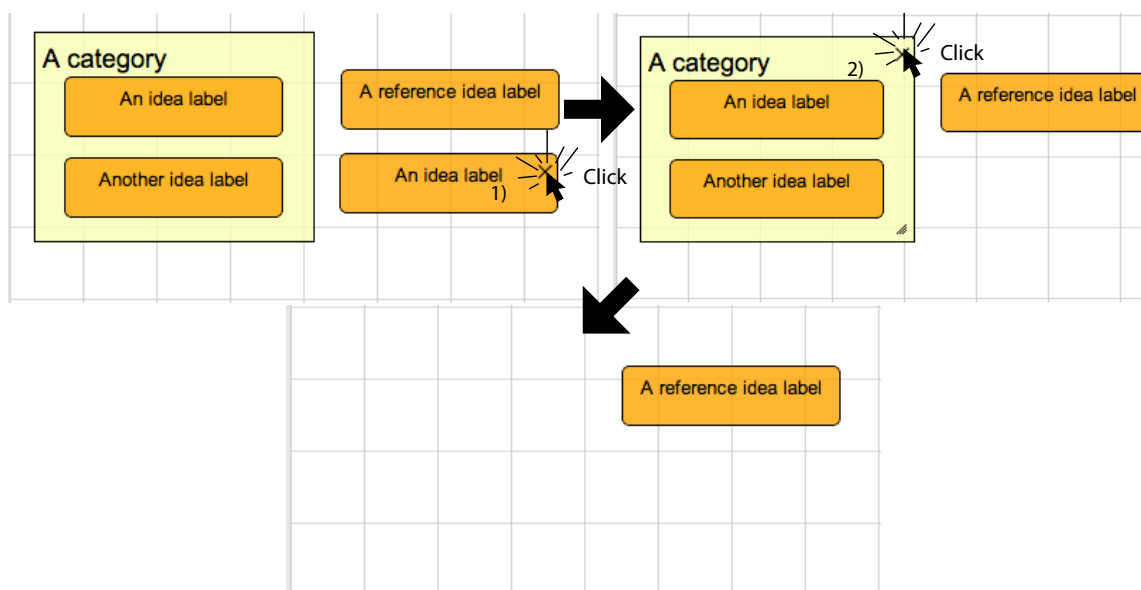 A category
An idea label
Another idea label
A reference idea label
An idea label
1)
Click
A category
2)
Click
An idea label
Another idea label
A reference idea label
A reference idea label